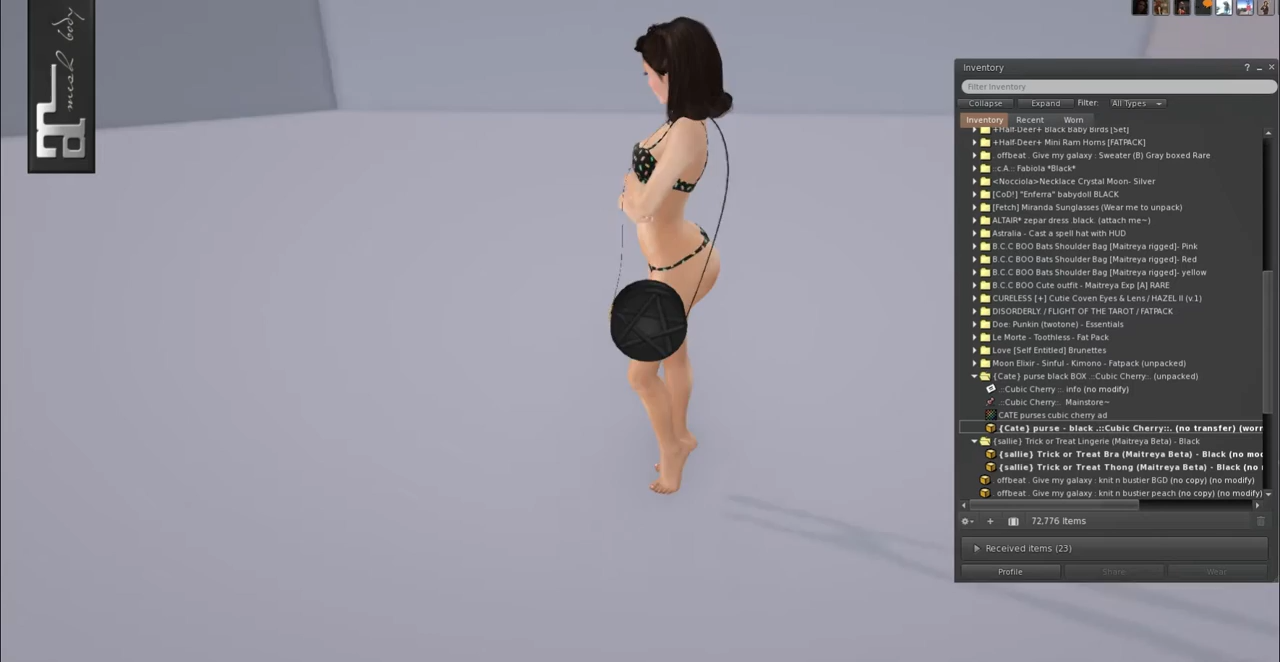 mesh body
Inventory
?
Filter Inventory
Collapse Expand Filter: All Types
Inventory Recent Worn
+Half-Deer+ Black Baby Birds [Set]
+Half-Deer+ Mini Ram Horns [FATPACK]
. offbeat . Give my galaxy : Sweater (B) Gray boxed Rare
::c.A.:: Fabiola *Black*
<Nocciola>Necklace Crystal Moon- Silver
[CoD!] "Enferra" babydoll BLACK
[Fetch] Miranda Sunglasses (Wear me to unpack)
ALTAIR* zepar dress .black. (attach me~)
Astralia - Cast a spell hat with HUD
B.C.C BOO Bats Shoulder Bag [Maitreya rigged]- Pink
B.C.C BOO Bats Shoulder Bag [Maitreya rigged]- Red
B.C.C BOO Bats Shoulder Bag [Maitreya rigged]- yellow
B.C.C BOO Cute outfit - Maitreya Exp [A] RARE
CURELESS [+] Cutie Coven Eyes & Lens / HAZEL II (v.1)
DISORDERLY. / FLIGHT OF THE TAROT / FATPACK
Doe: Punkin (twotone) - Essentials
Le Morte - Toothless - Fat Pack
Love [Self Entitled] Brunettes
Moon Elixir - Sinful - Kimono - Fatpack (unpacked)
{Cate} purse black BOX .::Cubic Cherry:. (unpacked)
.::Cubic Cherry ::. info (no modify)
.::Cubic Cherry:. Mainstore~
CATE purses cubic cherry ad
{Cate} purse - black .::Cubic Cherry::. (no transfer) (worn
{sallie} Trick or Treat Lingerie (Maitreya Beta) - Black
{sallie} Trick or Treat Bra (Maitreya Beta) - Black (no mod
{sallie} Trick or Treat Thong (Maitreya Beta) - Black (no
. offbeat . Give my galaxy : knit n bustier BGD (no copy) (no modify)
. offbeat . Give my galaxy : knit n bustier peach (no copy) (no modify)
72,776 Items
Received items (23)
Profile Share Wear